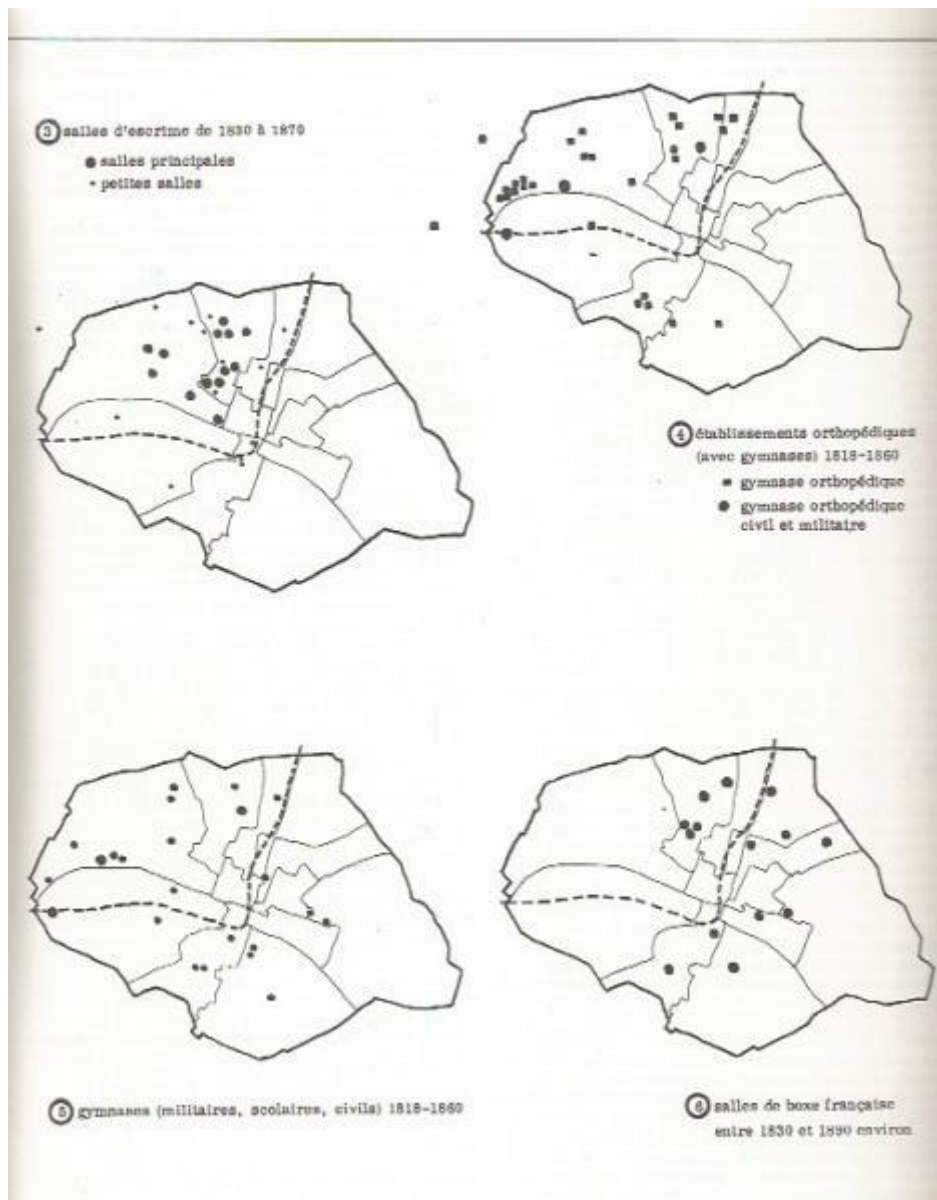 3 salles d'escrime de 1830 à 1870
salles principales
petites salles
4 établissements orthopédiques
(avec gymnases) 1818-1860
gymnase orthopédique
gymnase orthopédique
civil et militaire
5 gymnases (militaires, scolaires, civils) 1818-1860
6 salles de boxe française
entre 1830 et 1890 environ